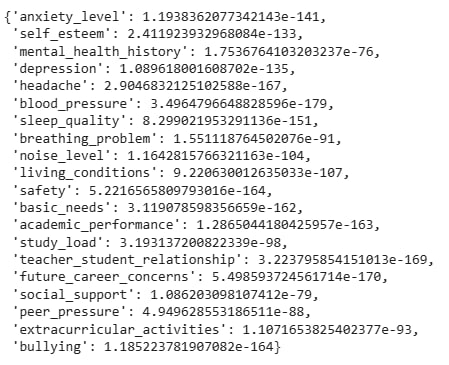 {'anxiety_level': 1.1938362077342143e-141,
'self_esteem': 2.411923932968084e-133,
'mental_health_history': 1.7536764103203237e-76,
'depression': 1.089618001608702e-135,
'headache': 2.9046832125102588e-167,
'blood_pressure': 3.4964796648828596e-179,
'sleep_quality': 8.299021953291136e-151,
'breathing_problem': 1.551118764502076e-91,
'noise_level': 1.1642815766321163e-104,
'living_conditions': 9.220630012635033e-107,
'safety': 5.2216565809793016e-164,
'basic_needs': 3.119078598356659e-162,
'academic_performance': 1.2865044180425957e-163,
'study_load': 3.193137200822339e-98,
'teacher_student_relationship': 3.223795854151013e-169,
'future_career_concerns': 5.498593724561714e-170,
'social_support': 1.086203098107412e-79,
'peer_pressure': 4.949628553186511e-88,
'extracurricular_activities': 1.1071653825402377e-93,
'bullying': 1.185223781907082e-164}